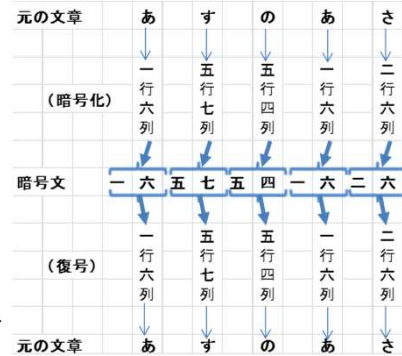 元の文章 あ す の あ さ
(暗号化) 一行六列 五行七列 五行四列 一行六列 二行六列
暗号文 一 六 五 七 五 四 一 六 二 六
(復号) 一行六列 五行七列 五行四列 一行六列 二行六列
元の文章 あ す の あ さ